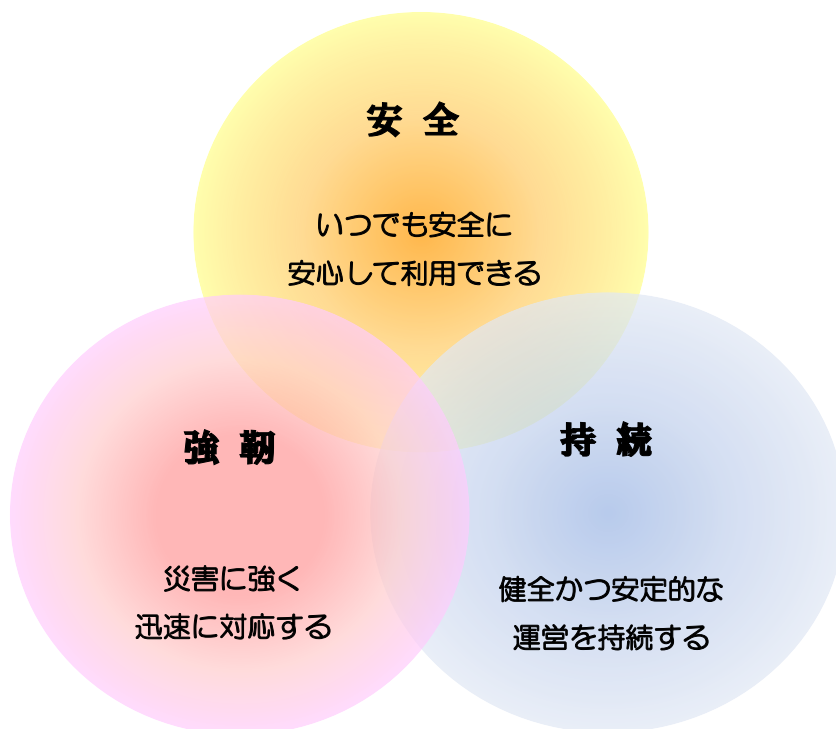 安全
いつでも安全に
安心して利用できる
強靭
災害に強く
迅速に対応する
持続
健全かつ安定的な
運営を持続する